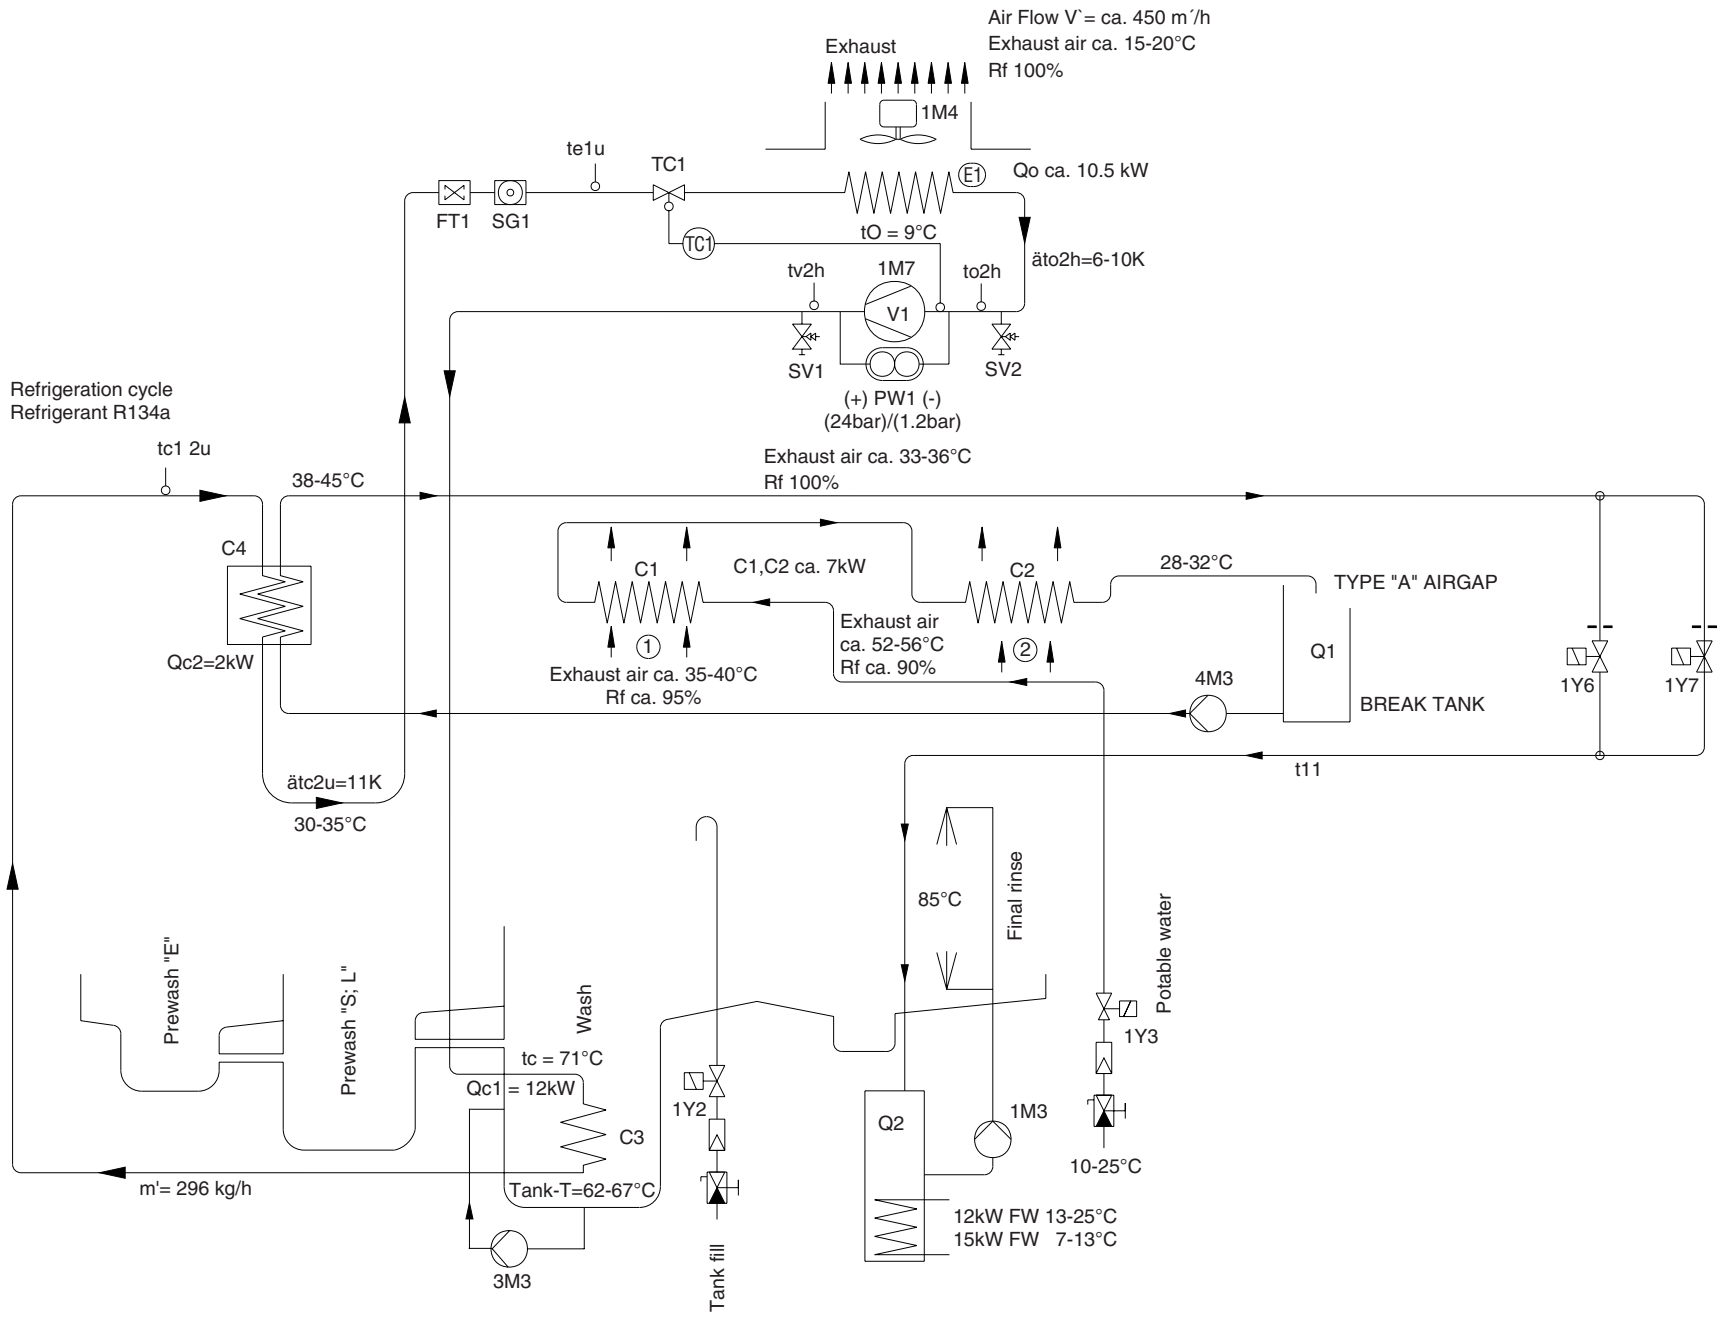 Air Flow V`= ca. 450 m´/h
Exhaust air ca. 15-20°C
Rf 100%
Exhaust
1M4
te1u
TC1
E1
Qo ca. 10.5 kW
FT1
SG1
TC1
tO = 9°C
äto2h=6-10K
tv2h
1M7
to2h
V1
SV1
SV2
(+) PW1 (-)
(24bar)/(1.2bar)
Refrigeration cycle
Refrigerant R134a
tc1 2u
38-45°C
Exhaust air ca. 33-36°C
Rf 100%
C4
C1
C1,C2 ca. 7kW
C2
28-32°C
TYPE "A" AIRGAP
Exhaust air
ca. 52-56°C
Rf ca. 90%
1
2
Q1
Qc2=2kW
Exhaust air ca. 35-40°C
Rf ca. 95%
4M3
1Y6
1Y7
BREAK TANK
t11
ätc2u=11K
30-35°C
85°C
Final rinse
Potable water
Prewash "E"
Prewash "S; L"
Wash
1Y3
tc = 71°C
Qc1 = 12kW
1Y2
Q2
1M3
C3
10-25°C
m'= 296 kg/h
Tank-T=62-67°C
12kW FW 13-25°C
15kW FW 7-13°C
3M3
Tank fill